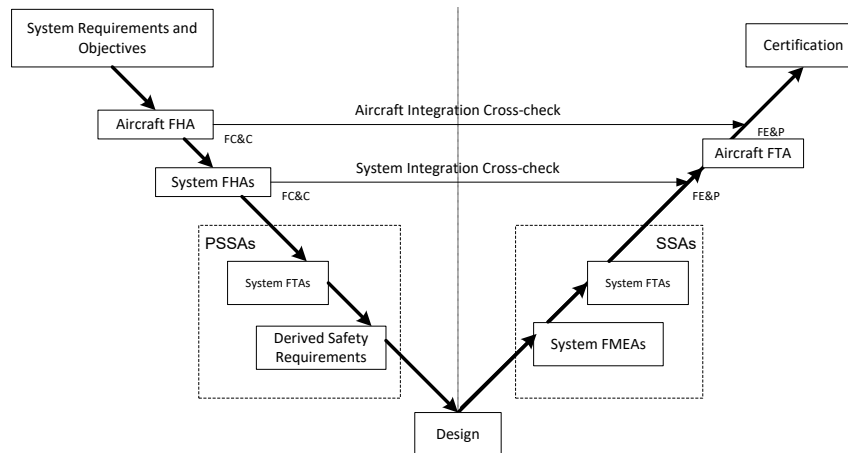 System Requirements and
Objectives
Certification
Aircraft Integration Cross-check
Aircraft FHA
FC&C
FE&P
Aircraft FTA
System Integration Cross-check
System FHAs
FC&C
FE&P
PSSAs
SSAs
System FTAs
System FTAs
Derived Safety
Requirements
System FMEAs
Design